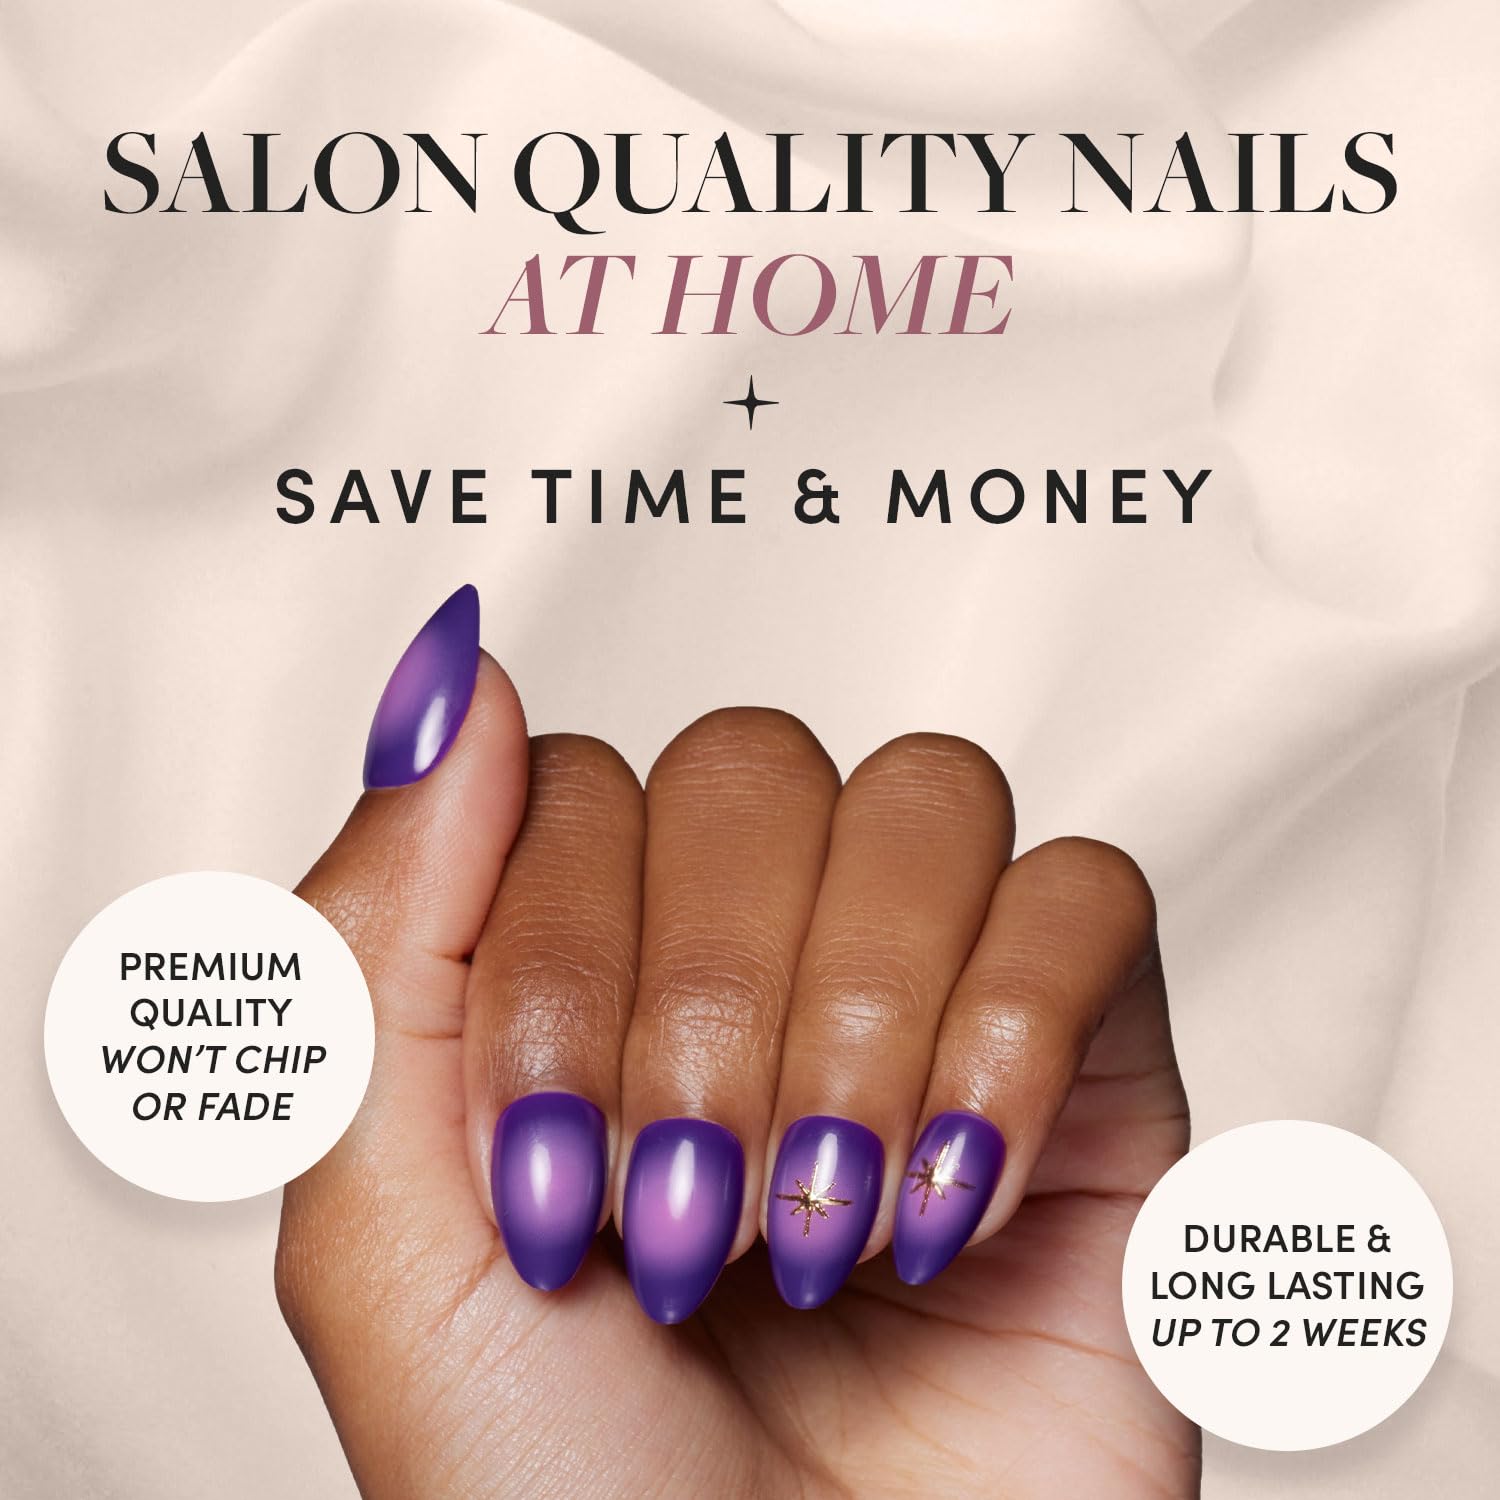 SALON QUALITY NAILS
AT HOME
SAVE TIME & MONEY
PREMIUM
QUALITY
WON'T CHIP
OR FADE
DURABLE &
LONG LASTING
UP TO 2 WEEKS